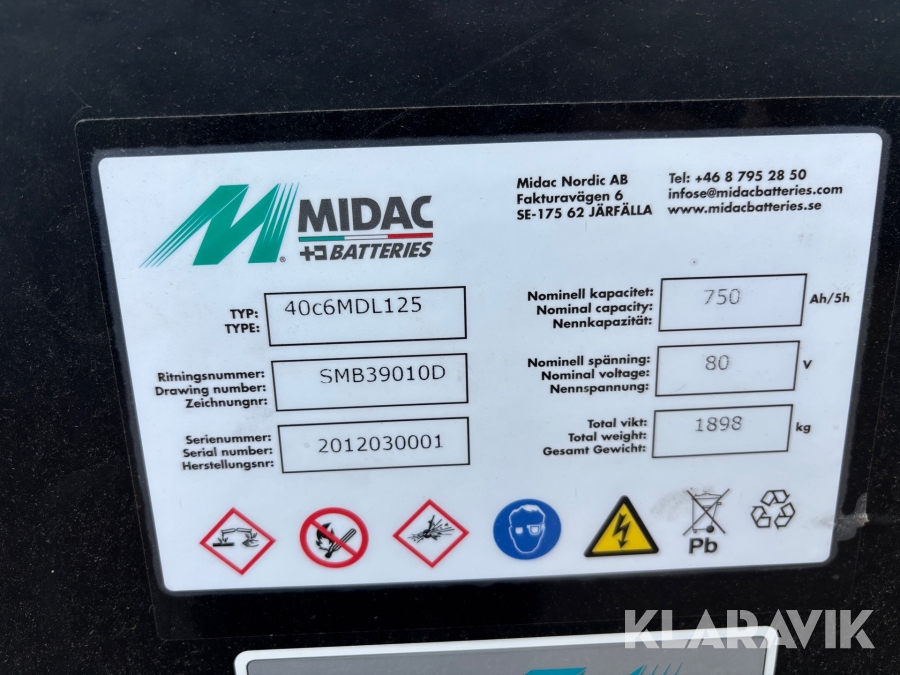 MIDAC
BATTERIES
Midac Nordic AB
Fakturavägen 6
SE-175 62 JÄRFÄLLA
Tel: +46 8 795 28 50
infose@midacbatteries.com
www.midacbatteries.se
TYP:
TYPE:
40c6MDL125
Ritningsnummer:
Drawing number:
Zeichnungnr:
SMB39010D
Serienummer:
Serial number:
Herstellungsnr:
2012030001
Nominell kapacitet:
Nominal capacity:
Nennkapazität:
750
Ah/5h
Nominell spänning:
Nominal voltage:
Nennspannung:
80
V
Total vikt:
Total weight:
Gesamt Gewicht:
1898
kg
Pb
KLARAVIK